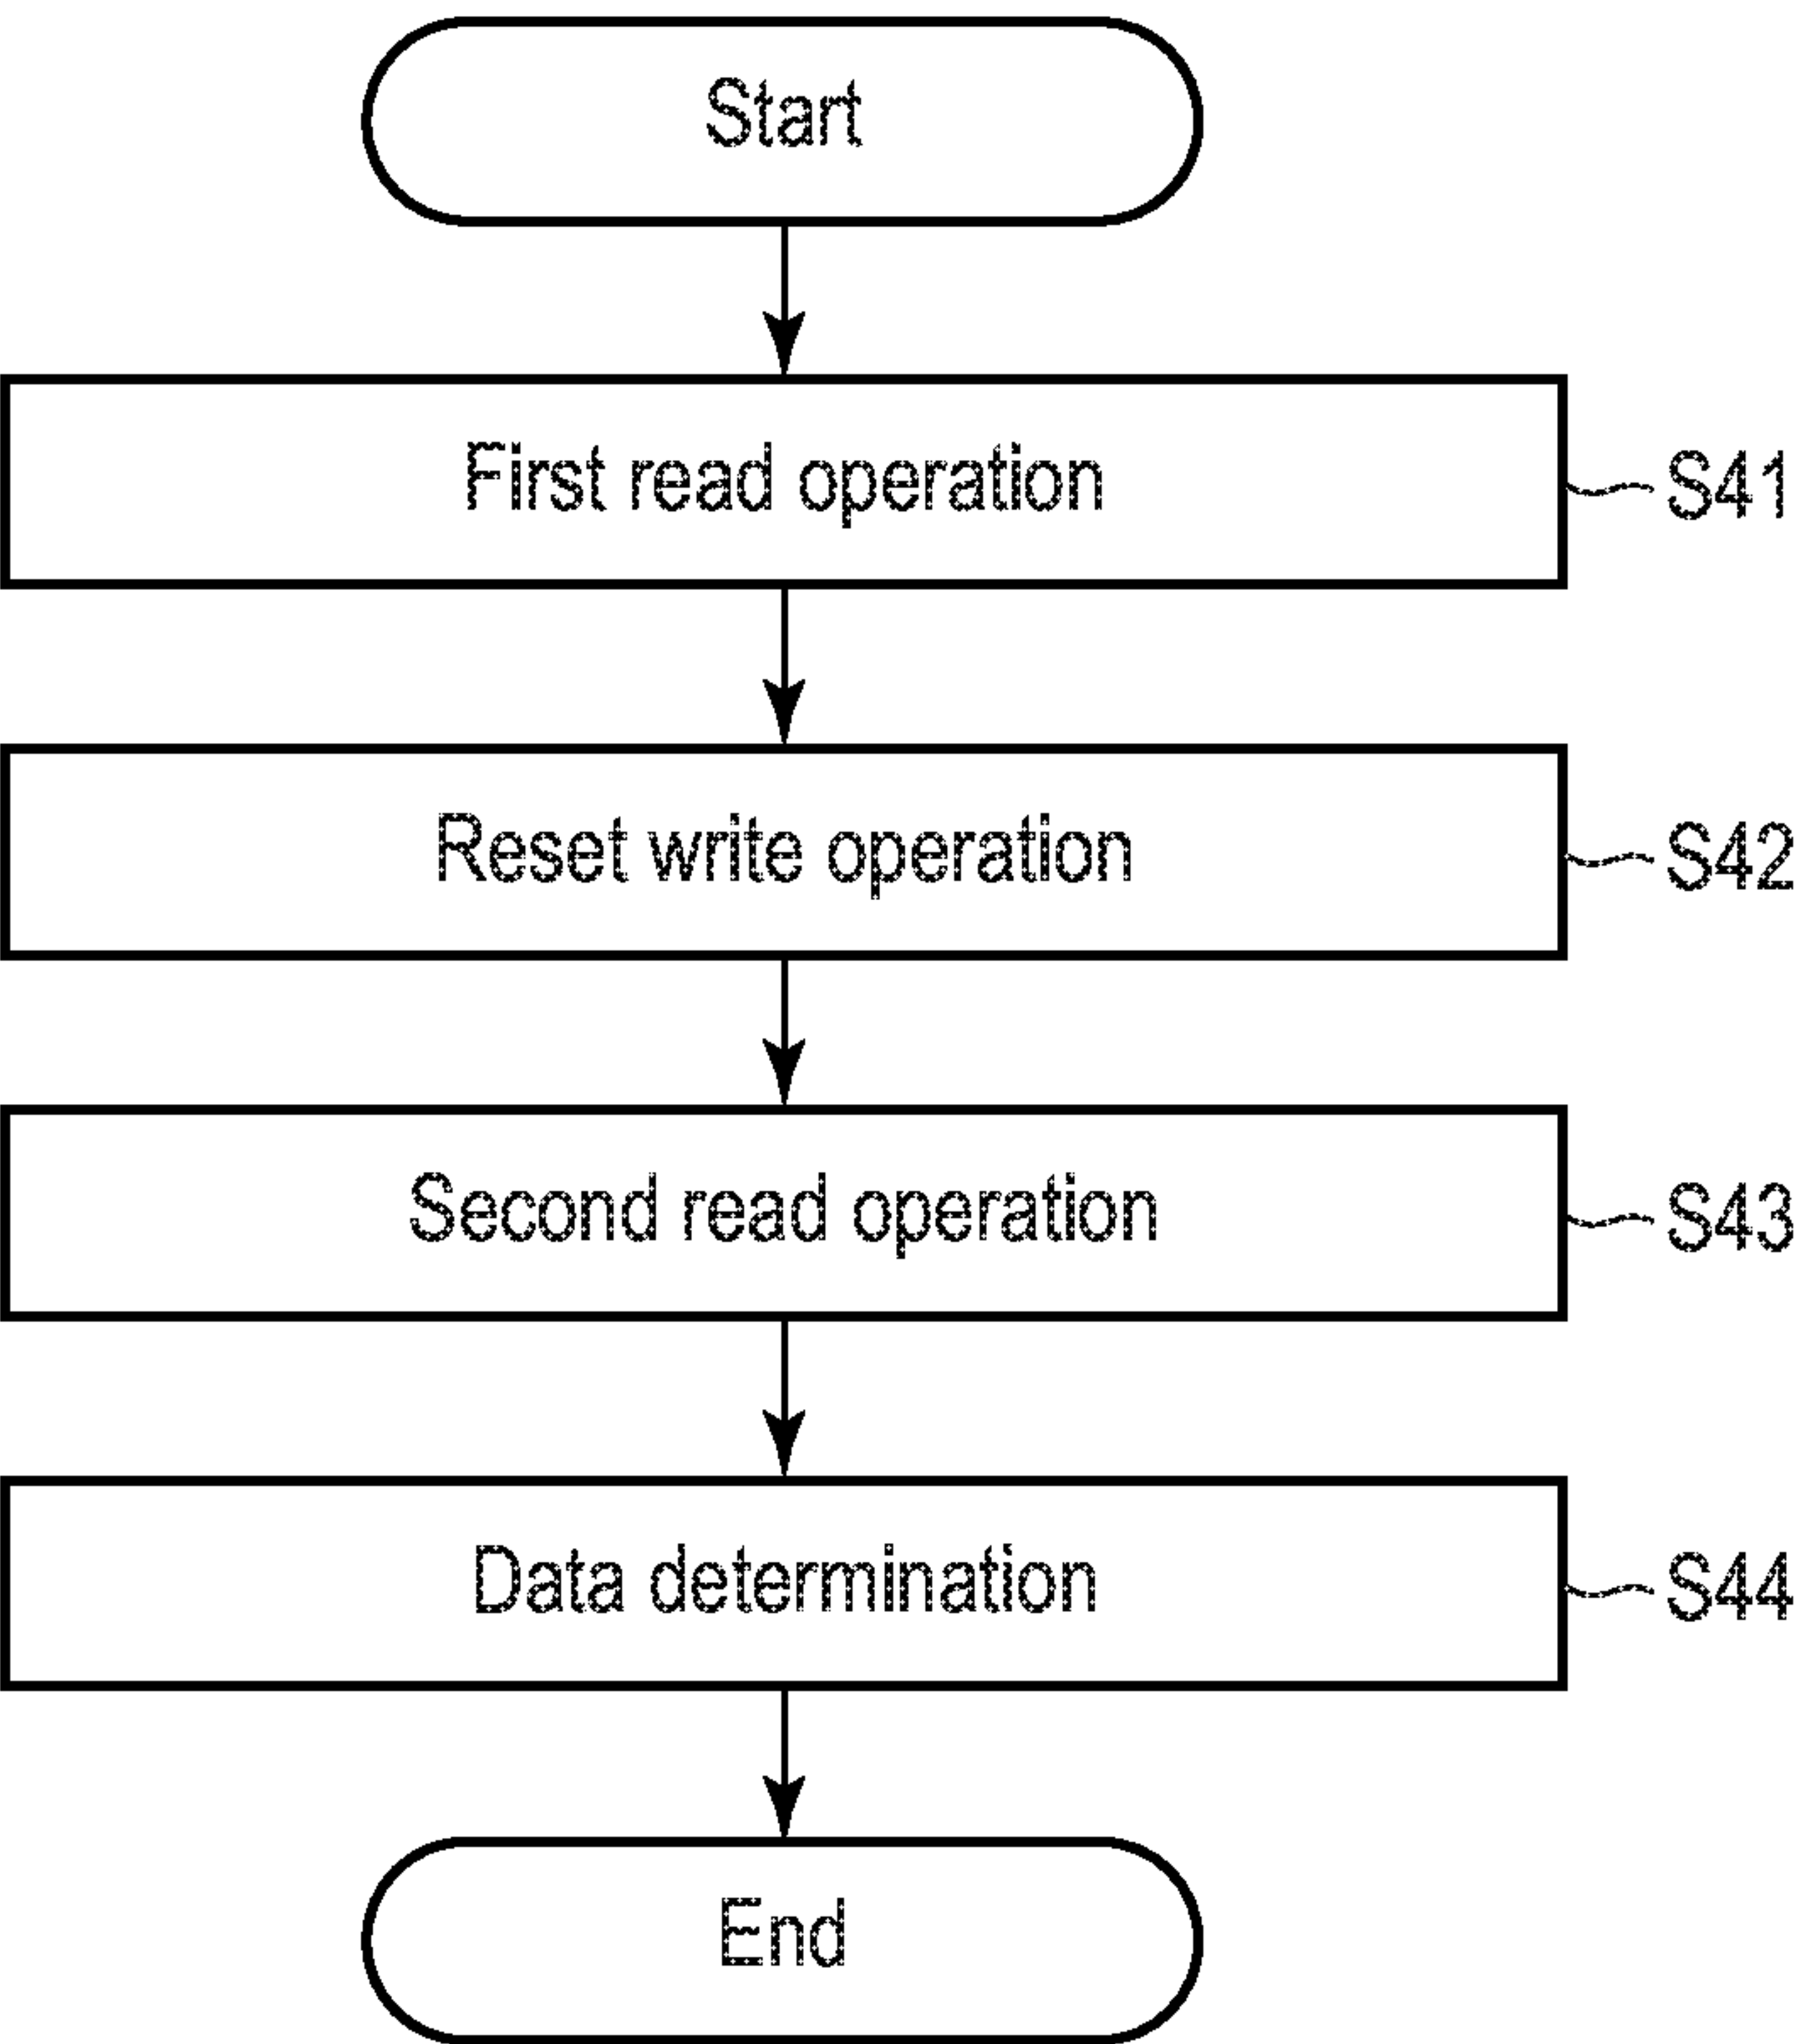 Start
First read operation
S41
Reset write operation
S42
Second read operation
S43
Data determination
S44
End